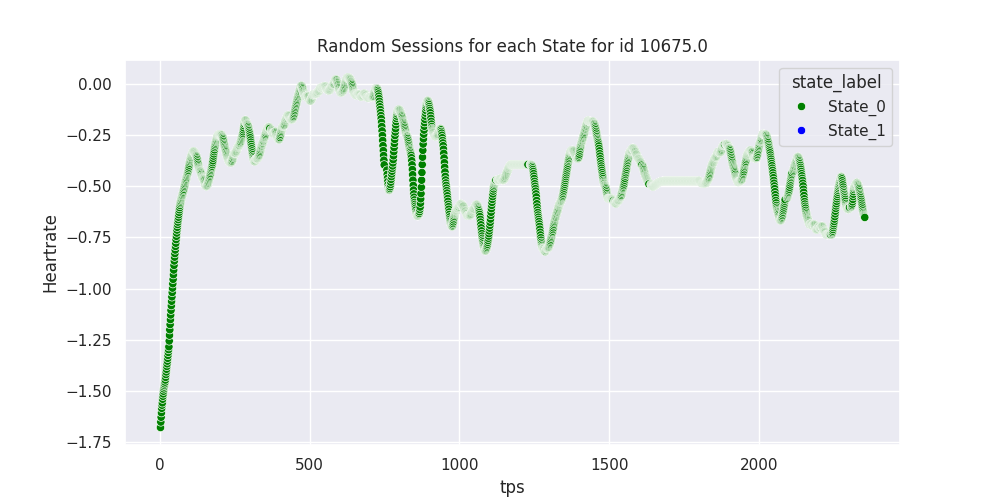 Random Sessions for each State for id 10675.0
state_label
State_0
State_1
Heartrate
0.00
−0.25
−0.50
−0.75
−1.00
−1.25
−1.50
−1.75
0 500 1000 1500 2000
tps